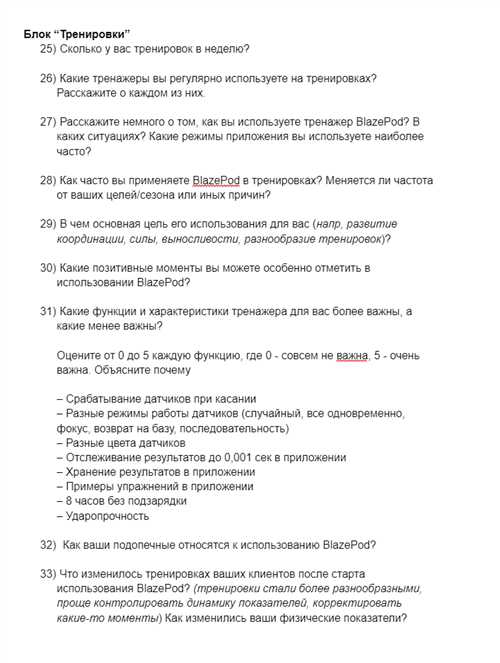 Блок “Тренировки”
25) Сколько у вас тренировок в неделю?
26) Какие тренажеры вы регулярно используете на тренировках?
Расскажите о каждом из них.
27) Расскажите немного о том, как вы используете тренажер BlazePod? В
каких ситуациях? Какие режимы приложения вы используете наиболее
часто?
28) Как часто вы применяете BlazePod в тренировках? Меняется ли частота
от ваших целей/сезона или иных причин?
29) В чем основная цель его использования для вас (напр, развитие
координации, силы, выносливости, разнообразие тренировок)?
30) Какие позитивные моменты вы можете особенно отметить в
использовании BlazePod?
31) Какие функции и характеристики тренажера для вас более важны, а
какие менее важны?
Оцените от 0 до 5 каждую функцию, где 0 - совсем не важна, 5 - очень
важна. Объясните почему
– Срабатывание датчиков при касании
– Разные режимы работы датчиков (случайный, все одновременно,
фокус, возврат на базу, последовательность)
– Разные цвета датчиков
– Отслеживание результатов до 0,001 сек в приложении
– Хранение результатов в приложении
– Примеры упражнений в приложении
– 8 часов без подзарядки
– Ударопрочность
32) Как ваши подопечные относятся к использованию BlazePod?
33) Что изменилось тренировках ваших клиентов после старта
использования BlazePod? (тренировки стали более разнообразными,
проще контролировать динамику показателей, корректировать
какие-то моменты) Как изменились ваши физические показатели?